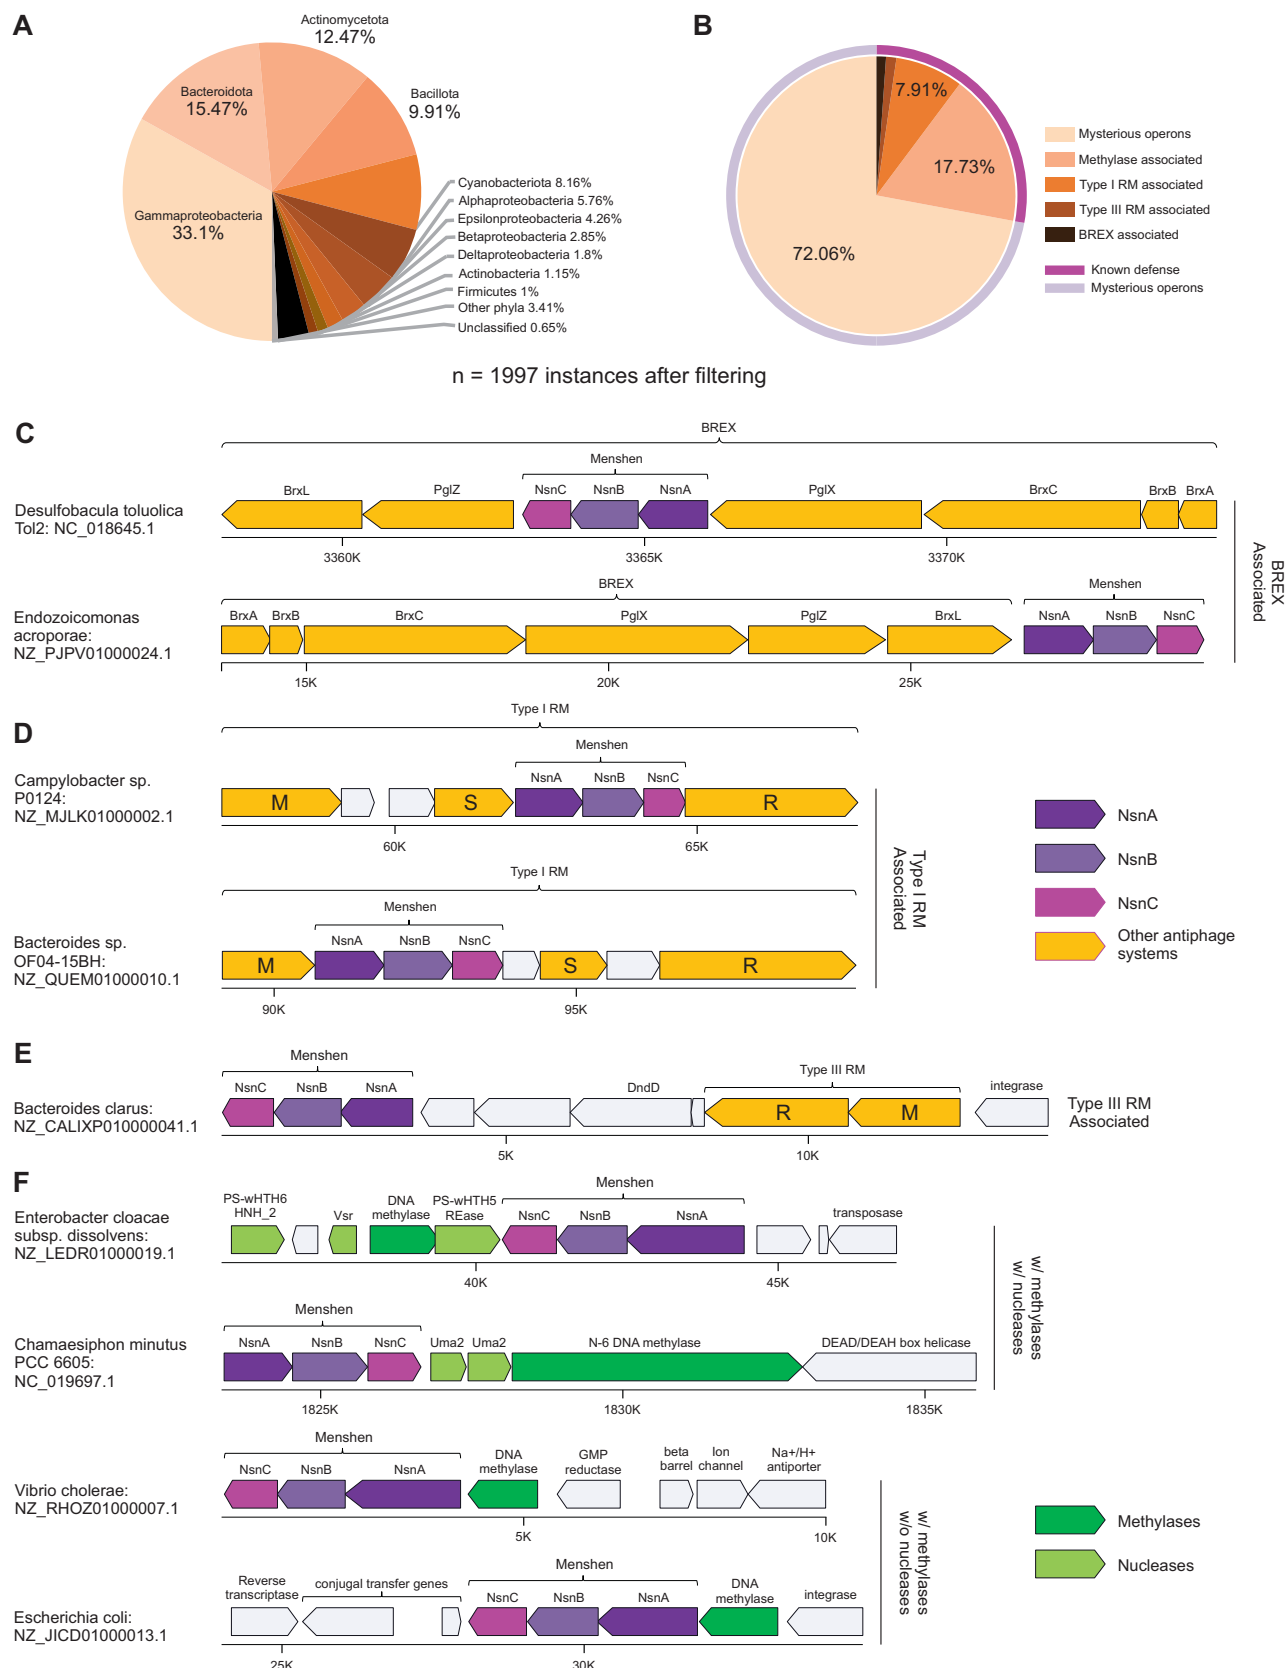 A
Actinomycetota
12.47%
Bacteroidota
15.47%
Bacillota
9.91%
Gammaproteobacteria
33.1%
Cyanobacteriota 8.16%
Alphaproteobacteria 5.76%
Epsilonproteobacteria 4.26%
Betaproteobacteria 2.85%
Deltaproteobacteria 1.8%
Actinobacteria 1.15%
Firmicutes 1%
Other phyla 3.41%
Unclassified 0.65%
B
7.91%
17.73%
72.06%
Mysterious operons
Methylase associated
Type I RM associated
Type III RM associated
BREX associated
Known defense
Mysterious operons
n = 1997 instances after filtering
C
BREX
Menshen
BrxL PglZ NsnC NsnB NsnA PglX BrxC BrxB BrxA
Desulfobacula toluolica
Tol2: NC_018645.1
3360K 3365K 3370K
BREX Menshen
BrxA BrxB BrxC PglX PglZ BrxL NsnA NsnB NsnC
Endozoicomonas
acroporae:
NZ_PJPV01000024.1
15K 20K 25K
BREX
Associated
D
Type I RM
Menshen
NsnA NsnB NsnC
Campylobacter sp.
P0124:
NZ_MJLK01000002.1
M S R
60K 65K
Type I RM
Menshen
NsnA NsnB NsnC
Bacteroides sp.
OF04-15BH:
NZ_QUEM01000010.1
M S R
90K 95K
Type I RM
Associated
NsnA
NsnB
NsnC
Other antiphage
systems
E
Menshen Type III RM
NsnC NsnB NsnA DndD integrase
Bacteroides clarus:
NZ_CALIXP010000041.1
R M
5K 10K
Type III RM
Associated
F
Menshen
PS-wHTH6
HNH_2
Vsr
DNA
methylase
PS-wHTH5
REase
NsnC NsnB NsnA transposase
Enterobacter cloacae
subsp. dissolvens:
NZ_LEDR01000019.1
40K 45K
Menshen
NsnA NsnB NsnC Uma2 Uma2 N-6 DNA methylase DEAD/DEAH box helicase
Chamaesiphon minutus
PCC 6605:
NC_019697.1
1825K 1830K 1835K
w/ methylases
w/ nucleases
Menshen
NsnC NsnB NsnA
DNA
methylase
GMP
reductase
beta
barrel
Ion
channel
Na+/H+
antiporter
Vibrio cholerae:
NZ_RHOZ01000007.1
5K 10K
Menshen
Reverse
transcriptase
conjugal transfer genes
NsnC NsnB NsnA
DNA
methylase
integrase
Escherichia coli:
NZ_JICD01000013.1
25K 30K
w/ methylases
w/o nucleases
Methylases
Nucleases